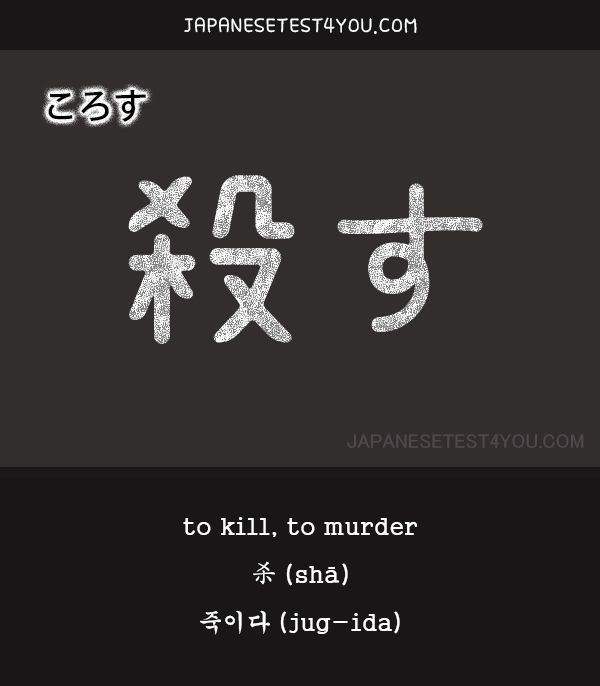 JAPANESETEST4YOU.COM
ころす
殺す
JAPANESETEST4YOU.COM
to kill, to murder
杀 (shā)
죽이다 (jug-ida)